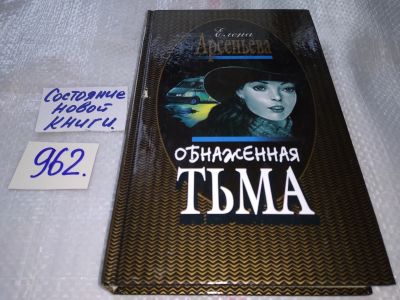 Состояние
новой
книги.
962.
Елена
Арсеньева
ОБНАЖЕННАЯ
ТЬМА